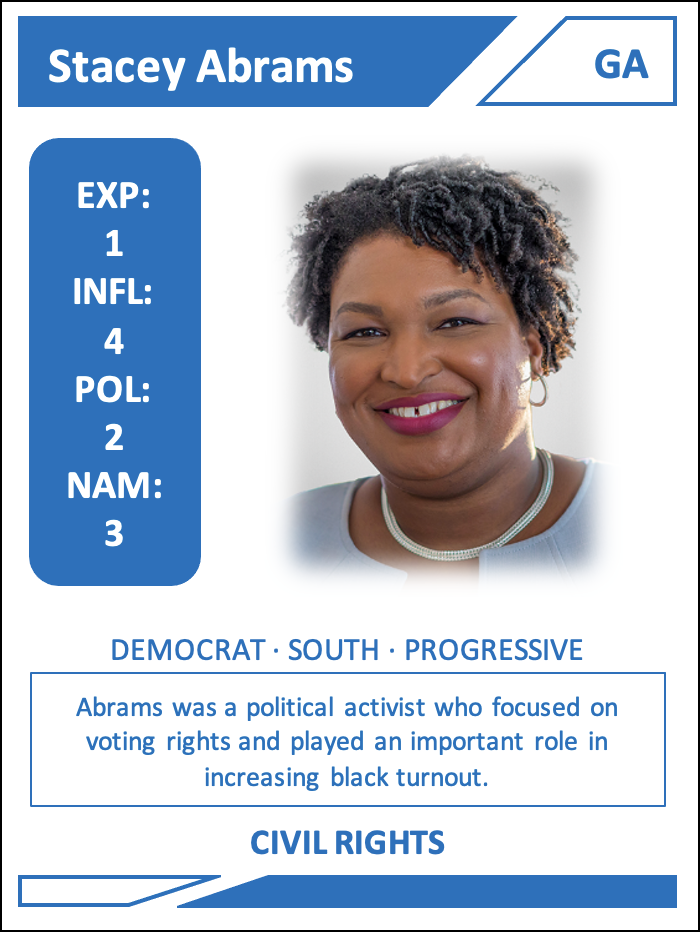 Stacey Abrams
GA
EXP:
1
INFL:
4
POL:
2
NAM:
3
DEMOCRAT · SOUTH · PROGRESSIVE
Abrams was a political activist who focused on
voting rights and played an important role in
increasing black turnout.
CIVIL RIGHTS